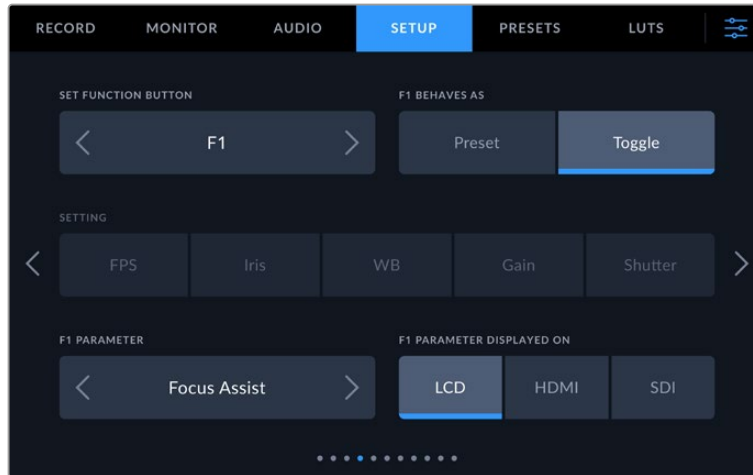 RECORD MONITOR AUDIO SETUP PRESETS LUTS
SET FUNCTION BUTTON F1 BEHAVES AS
F1 Preset Toggle
SETTING
FPS Iris WB Gain Shutter
F1 PARAMETER F1 PARAMETER DISPLAYED ON
Focus Assist LCD HDMI SDI